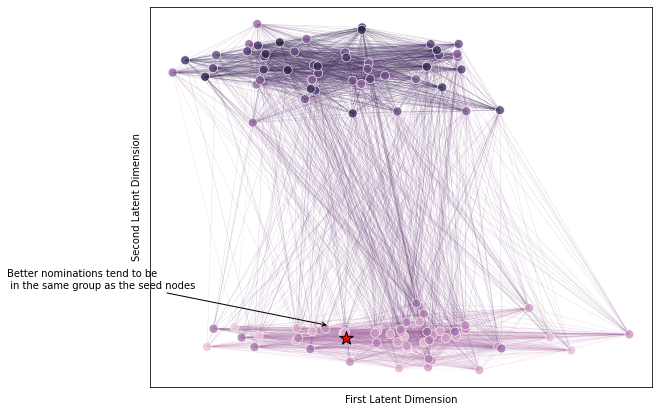 Second Latent Dimension
Better nominations tend to be
in the same group as the seed nodes
First Latent Dimension